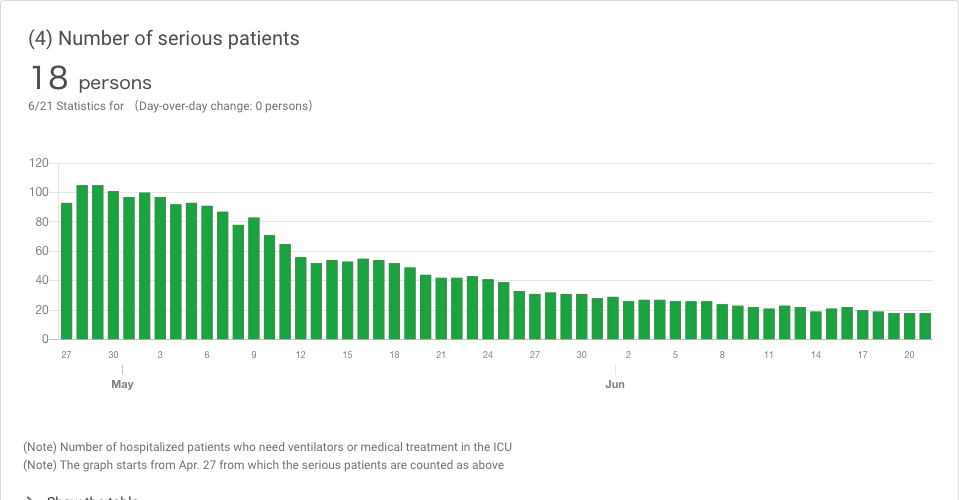 (4) Number of serious patients
18 persons
6/21 Statistics for （Day-over-day change: 0 persons）
120
100
80
60
40
20
0
27 30 3 6 9 12 15 18 21 24 27 30 2 5 8 11 14 17 20
May Jun
(Note) Number of hospitalized patients who need ventilators or medical treatment in the ICU
(Note) The graph starts from Apr. 27 from which the serious patients are counted as above
Show the table